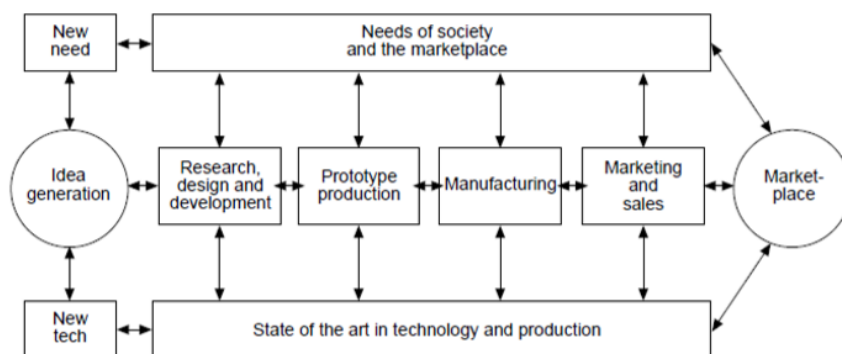 New
need
Needs of society
and the marketplace
Idea
generation
Research,
design and
development
Prototype
production
Manufacturing
Marketing
and
sales
Market-
place
New
tech
State of the art in technology and production